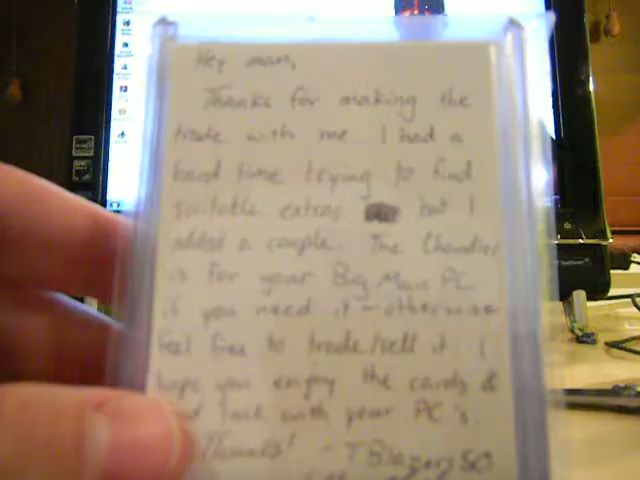 Hey man,
Thanks for making the
trade with me. I had a
hard time trying to find
suitable extras but I
added a couple. The Chandler
is for your Big Man PC
if you need it - otherwise
feel free to trade/sell it. I
hope you enjoy the cards &
luck with your PC's.
Thanks! - TBlazers50